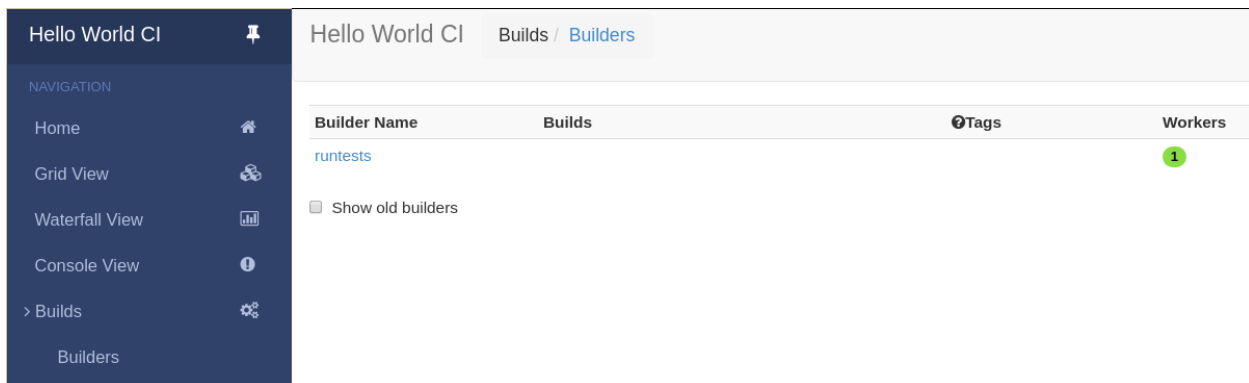 Hello World CI
Hello World CI Builds / Builders
NAVIGATION
Home
Grid View
Waterfall View
Console View
Builds
Builders
Builder Name Builds Tags Workers
runtests 1
Show old builders